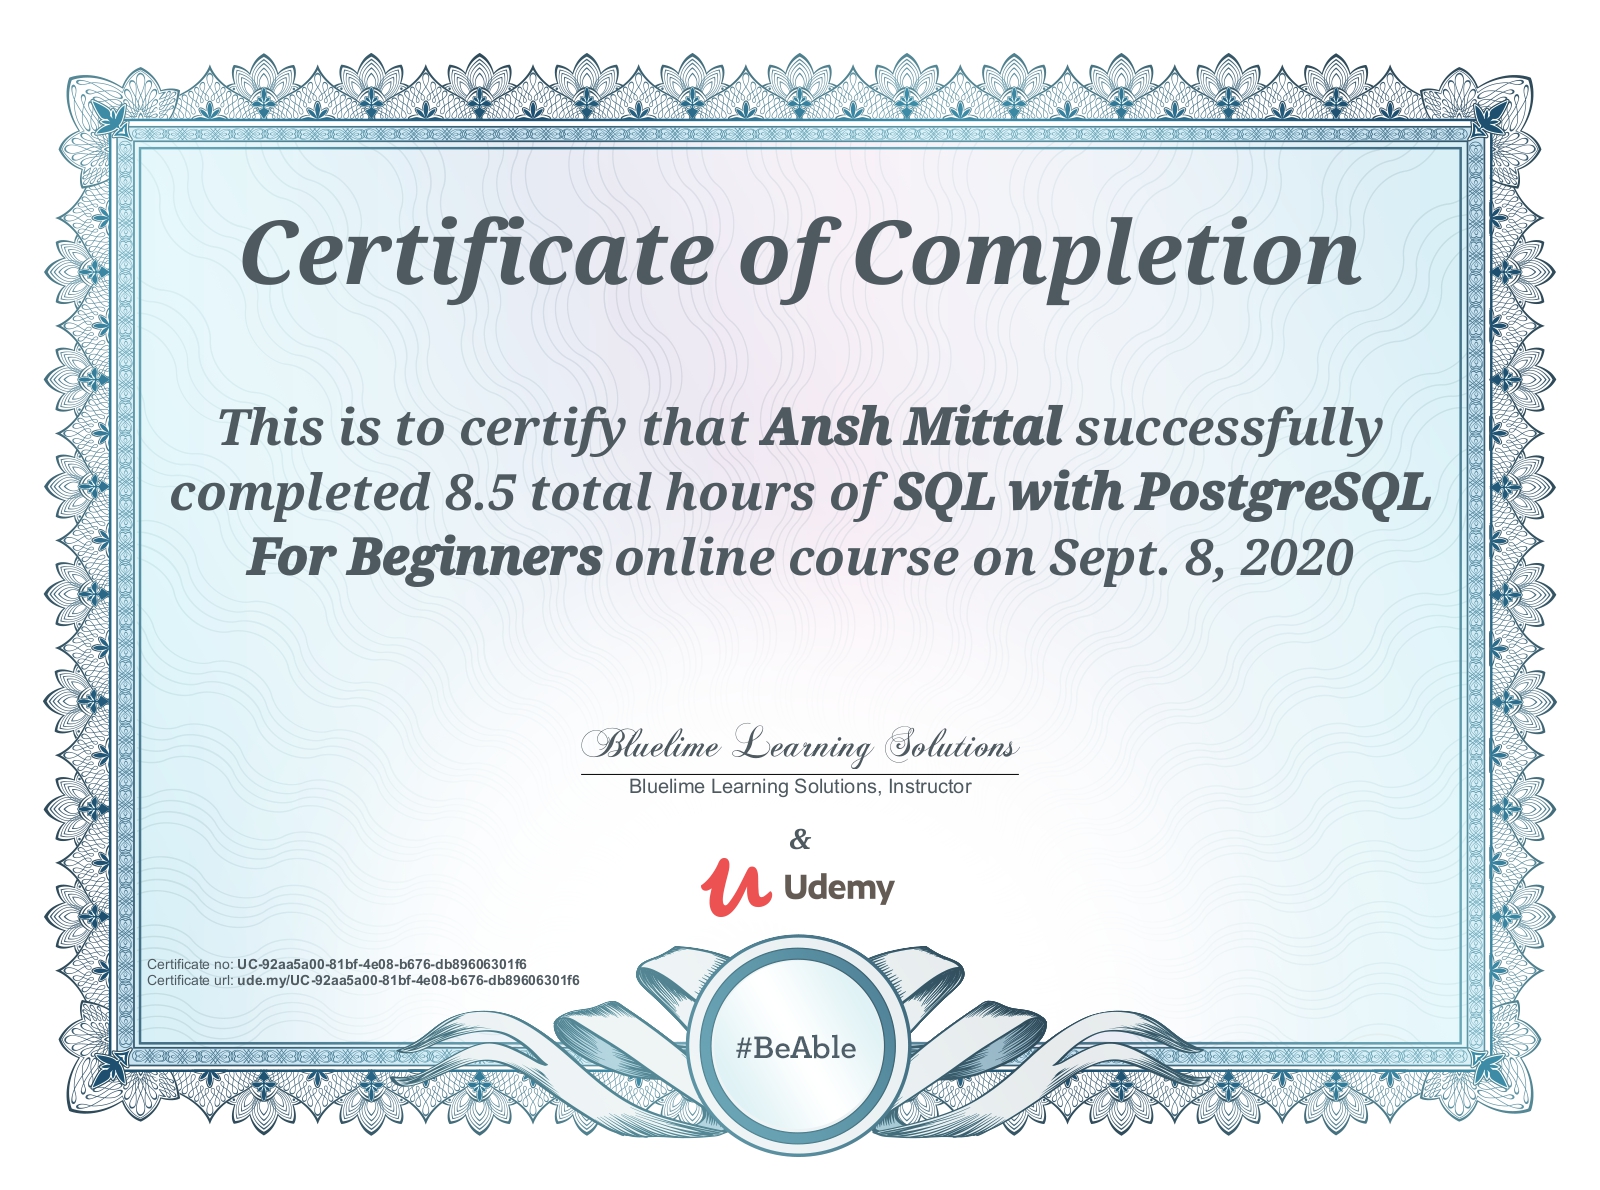 Certificate of Completion
This is to certify that Ansh Mittal successfully
completed 8.5 total hours of SQL with PostgreSQL
For Beginners online course on Sept. 8, 2020
Bluelime Learning Solutions
Bluelime Learning Solutions, Instructor
&
Udemy
Certificate no: UC-92aa5a00-81bf-4e08-b676-db89606301f6
Certificate url: ude.my/UC-92aa5a00-81bf-4e08-b676-db89606301f6
#BeAble